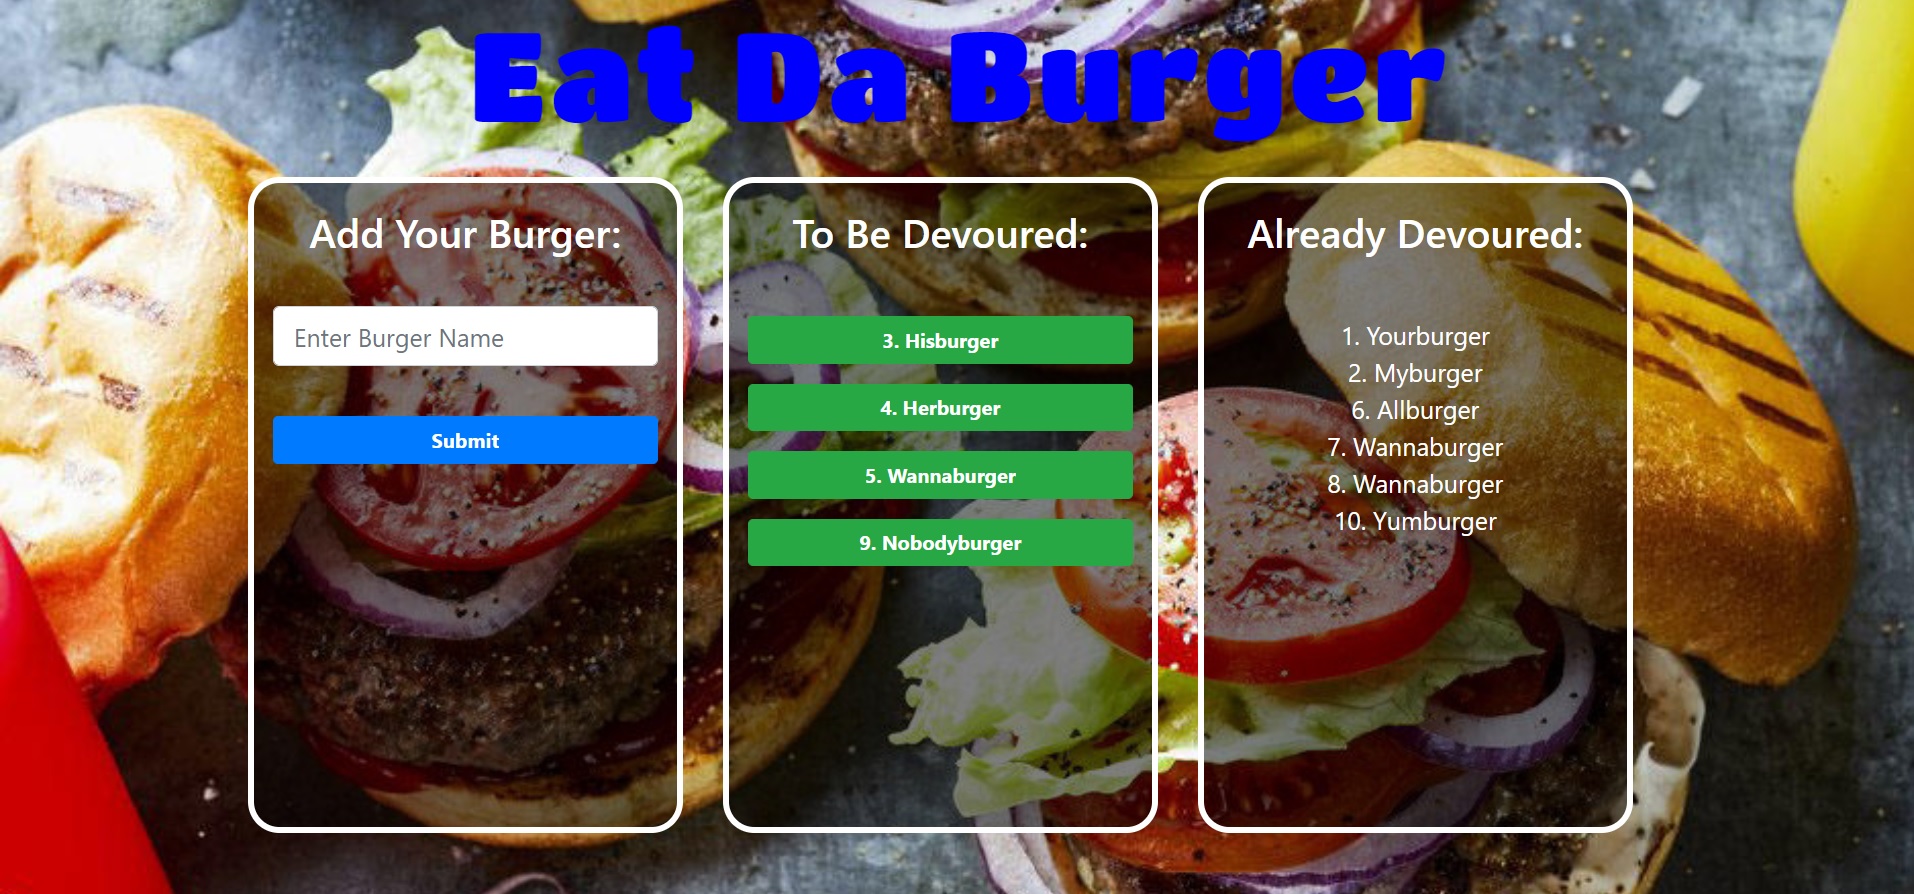 Eat Da Burger
Add Your Burger:
Enter Burger Name
Submit
To Be Devoured:
3. Hisburger
4. Herburger
5. Wannaburger
9. Nobodyburger
Already Devoured:
1. Yourburger
2. Myburger
6. Allburger
7. Wannaburger
8. Wannaburger
10. Yumburger